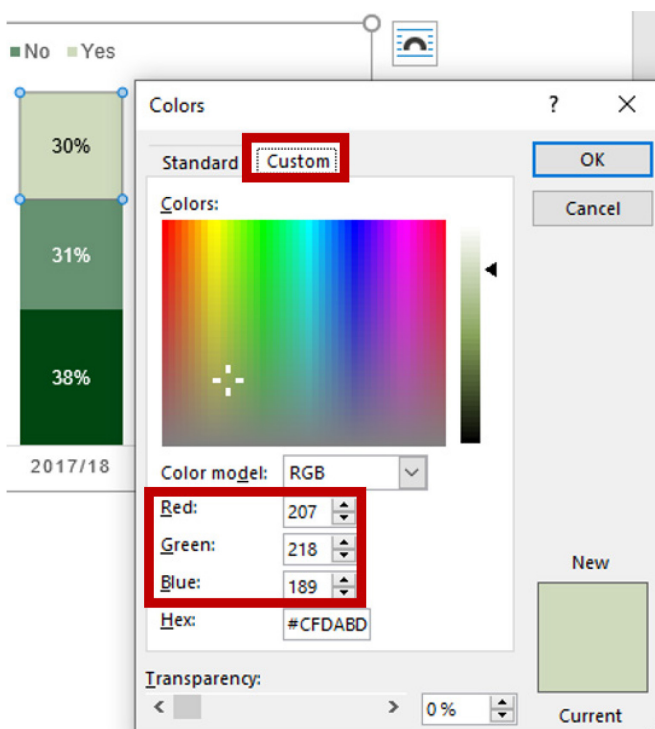 No Yes
30%
31%
38%
2017/18
Colors ? ×
Standard Custom
OK
Cancel
Colors:
Color model: RGB
Red: 207
Green: 218
Blue: 189
Hex: #CFDABD
Transparency:
< > 0 %
New
Current